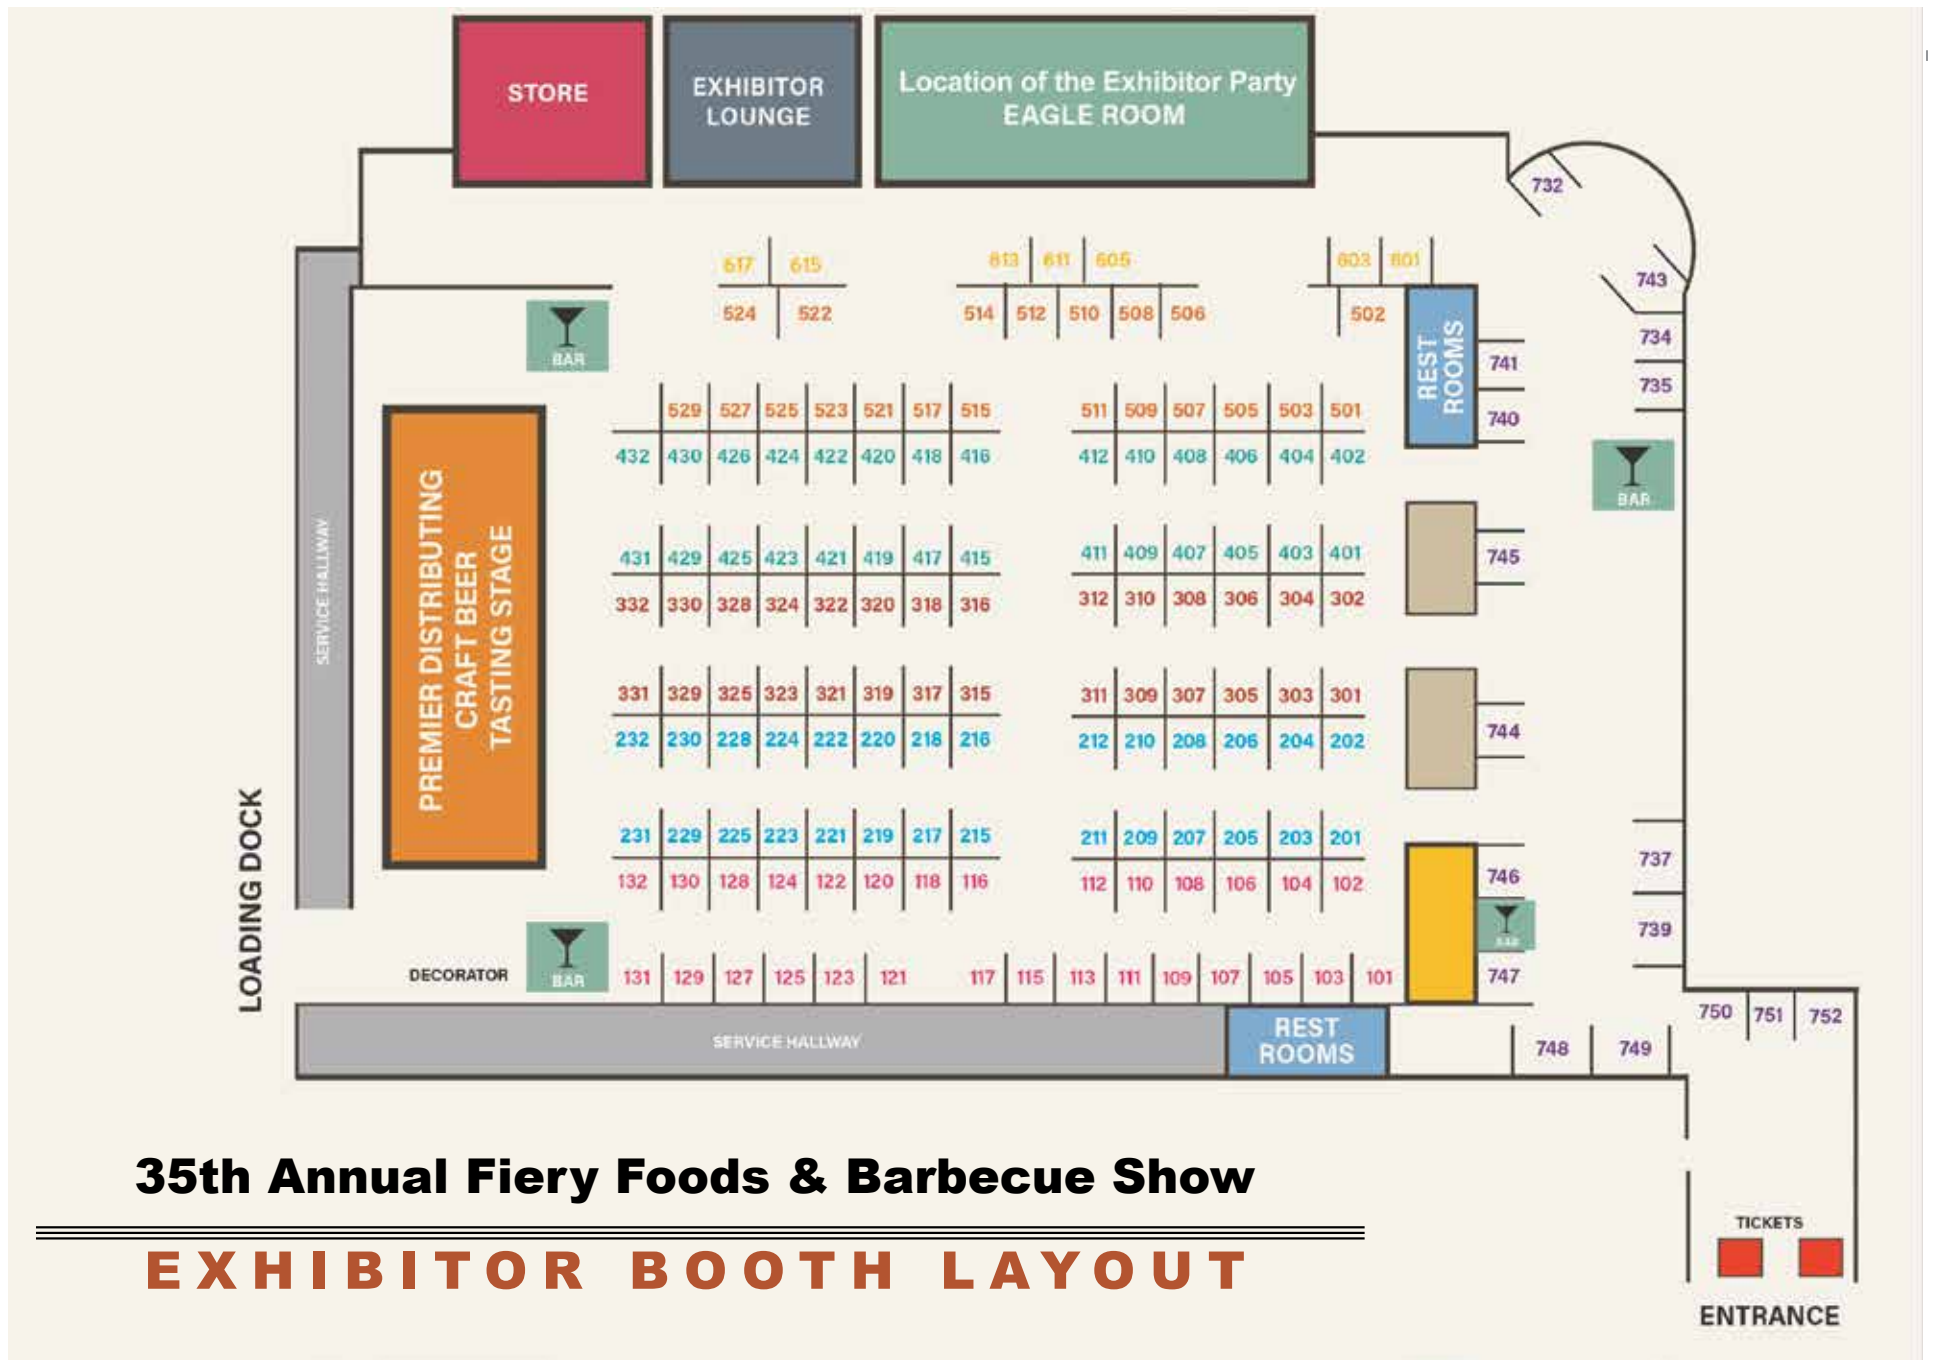 STORE
EXHIBITOR
LOUNGE
Location of the Exhibitor Party
EAGLE ROOM
732
617 615
613 611 605
603 601
743
524 522
514 512 510 508 506
502
BAR
REST
ROOMS
734
741
735
740
529 527 525 523 521 517 515
511 509 507 505 503 501
432 430 426 424 422 420 418 416
412 410 408 406 404 402
BAR
PREMIER DISTRIBUTING
CRAFT BEER
TASTING STAGE
SERVICE HALLWAY
431 429 425 423 421 419 417 415
411 409 407 405 403 401
745
332 330 328 324 322 320 318 316
312 310 308 306 304 302
331 329 325 323 321 319 317 315
311 309 307 305 303 301
744
232 230 228 224 222 220 218 216
212 210 208 206 204 202
LOADING DOCK
231 229 225 223 221 219 217 215
211 209 207 205 203 201
737
132 130 128 124 122 120 118 116
112 110 108 106 104 102
746
739
BAR
DECORATOR
BAR
131 129 127 125 123 121
117 115 113 111 109 107 105 103 101
747
750 751 752
SERVICE HALLWAY
REST
ROOMS
748 749
35th Annual Fiery Foods & Barbecue Show
EXHIBITOR BOOTH LAYOUT
TICKETS
ENTRANCE